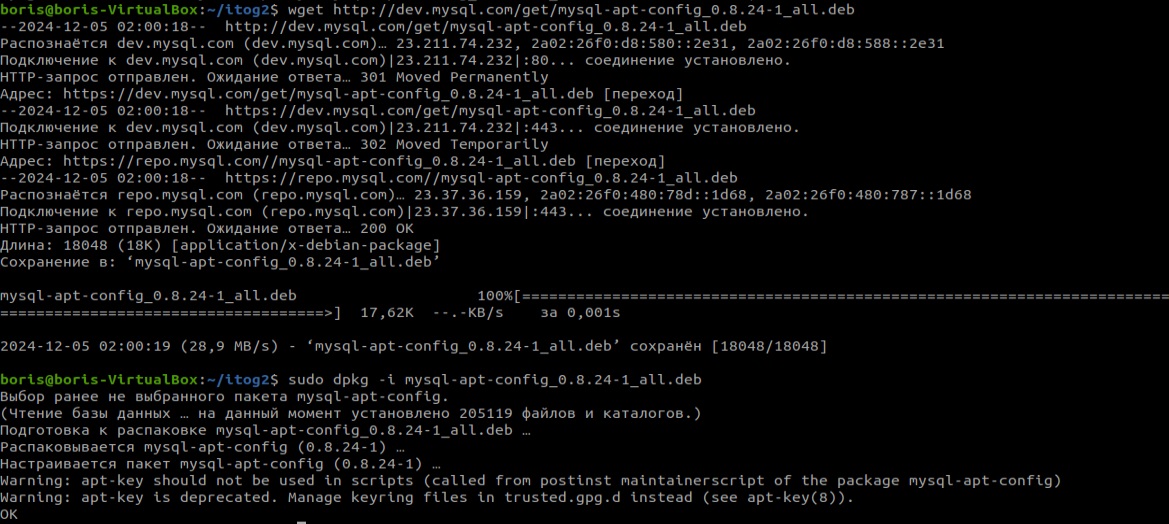 boris@boris-VirtualBox:~/itog2$ wget http://dev.mysql.com/get/mysql-apt-config_0.8.24-1_all.deb
--2024-12-05 02:00:18--  http://dev.mysql.com/get/mysql-apt-config_0.8.24-1_all.deb
Распознаётся dev.mysql.com (dev.mysql.com)… 23.211.74.232, 2a02:26f0:d8:580::2e31, 2a02:26f0:d8:588::2e31
Подключение к dev.mysql.com (dev.mysql.com)|23.211.74.232|:80... соединение установлено.
HTTP-запрос отправлен. Ожидание ответа… 301 Moved Permanently
Адрес: https://dev.mysql.com/get/mysql-apt-config_0.8.24-1_all.deb [переход]
--2024-12-05 02:00:18--  https://dev.mysql.com/get/mysql-apt-config_0.8.24-1_all.deb
Подключение к dev.mysql.com (dev.mysql.com)|23.211.74.232|:443... соединение установлено.
HTTP-запрос отправлен. Ожидание ответа… 302 Moved Temporarily
Адрес: https://repo.mysql.com//mysql-apt-config_0.8.24-1_all.deb [переход]
--2024-12-05 02:00:18--  https://repo.mysql.com//mysql-apt-config_0.8.24-1_all.deb
Распознаётся repo.mysql.com (repo.mysql.com)… 23.37.36.159, 2a02:26f0:480:78d::1d68, 2a02:26f0:480:787::1d68
Подключение к repo.mysql.com (repo.mysql.com)|23.37.36.159|:443... соединение установлено.
HTTP-запрос отправлен. Ожидание ответа… 200 OK
Длина: 18048 (18K) [application/x-debian-package]
Сохранение в: ‘mysql-apt-config_0.8.24-1_all.deb’
mysql-apt-config_0.8.24-1_all.deb                    100%[========================================================================
====================================>]  17,62K  --.-KB/s    за 0,001s
2024-12-05 02:00:19 (28,9 MB/s) - ‘mysql-apt-config_0.8.24-1_all.deb’ сохранён [18048/18048]
boris@boris-VirtualBox:~/itog2$ sudo dpkg -i mysql-apt-config_0.8.24-1_all.deb
Выбор ранее не выбранного пакета mysql-apt-config.
(Чтение базы данных … на данный момент установлено 205119 файлов и каталогов.)
Подготовка к распаковке mysql-apt-config_0.8.24-1_all.deb …
Распаковывается mysql-apt-config (0.8.24-1) …
Настраивается пакет mysql-apt-config (0.8.24-1) …
Warning: apt-key should not be used in scripts (called from postinst maintainerscript of the package mysql-apt-config)
Warning: apt-key is deprecated. Manage keyring files in trusted.gpg.d instead (see apt-key(8)).
OK